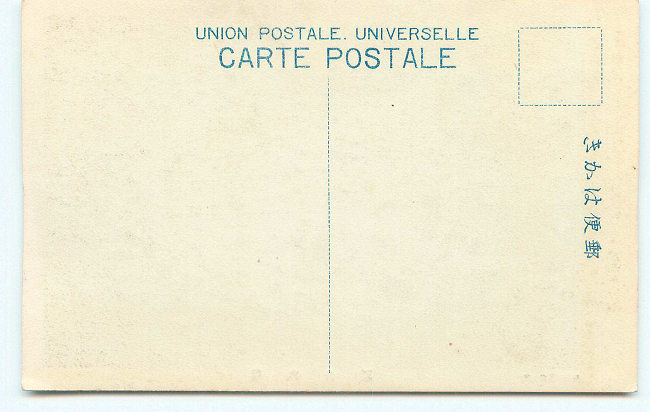 UNION POSTALE. UNIVERSELLE
CARTE POSTALE
郵便はかき